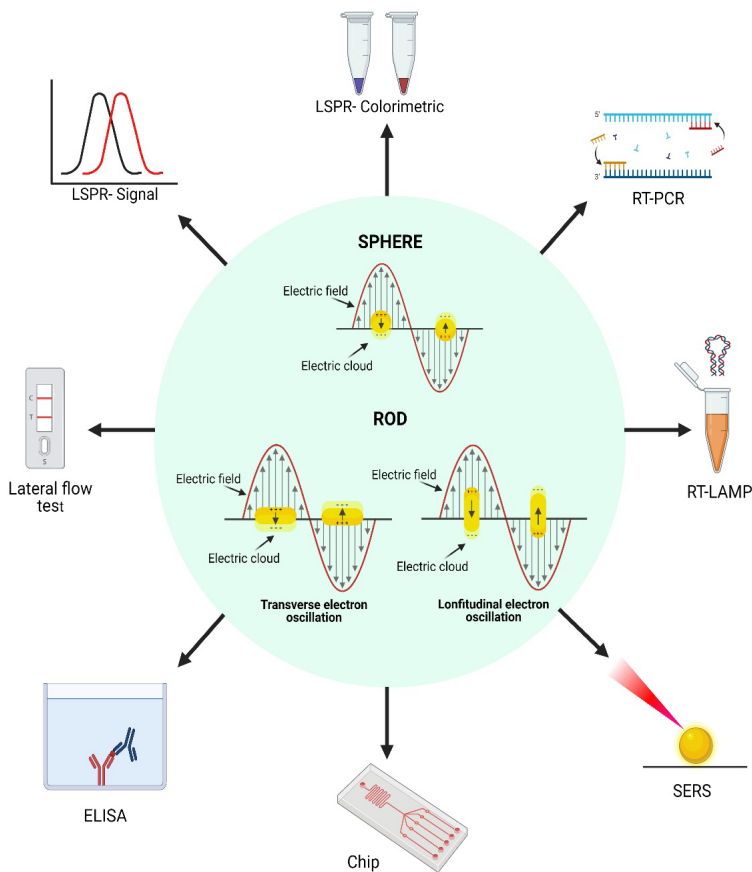 LSPR- Colorimetric
LSPR- Signal
5'
3'
RT-PCR
SPHERE
Electric field
Electric cloud
ROD
Electric field
Electric cloud
Transverse electron
oscillation
Electric field
Electric cloud
Lonfitudinal electron
oscillation
C
T
S
Lateral flow
test
RT-LAMP
ELISA
Chip
SERS